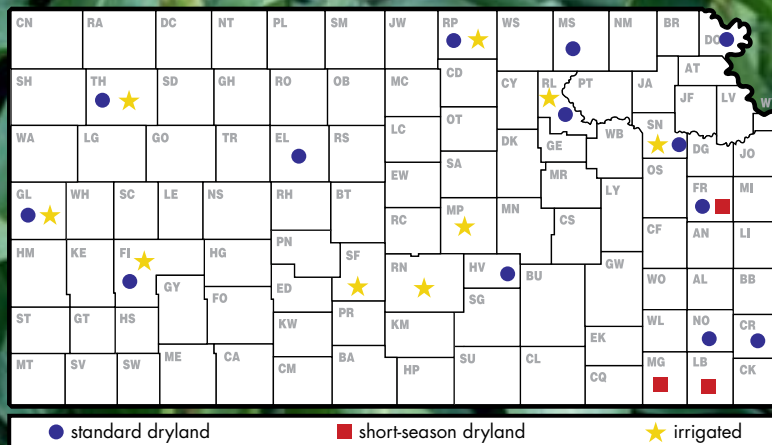 CN RA DC NT PL SM JW RP WS MS NM BR DO
SH TH SD GH RO OB MC CD CY RL PT JA AT
JF LV W
WA LG GO TR EL RS LC OT DK GE WB SN DG JO
EW SA MR OS
GL WH SC LE NS RH BT RC MP MN CS LY FR MI
HM KE FI HG PN SF RN HV BU GW CF AN LI
GY FO ED SG WO AL BB
ST GT HS KW PR KM EK WL NO CR
MT SV SW ME CA CM BA HP SU CL CQ MG LB CK
standard dryland short-season dryland irrigated